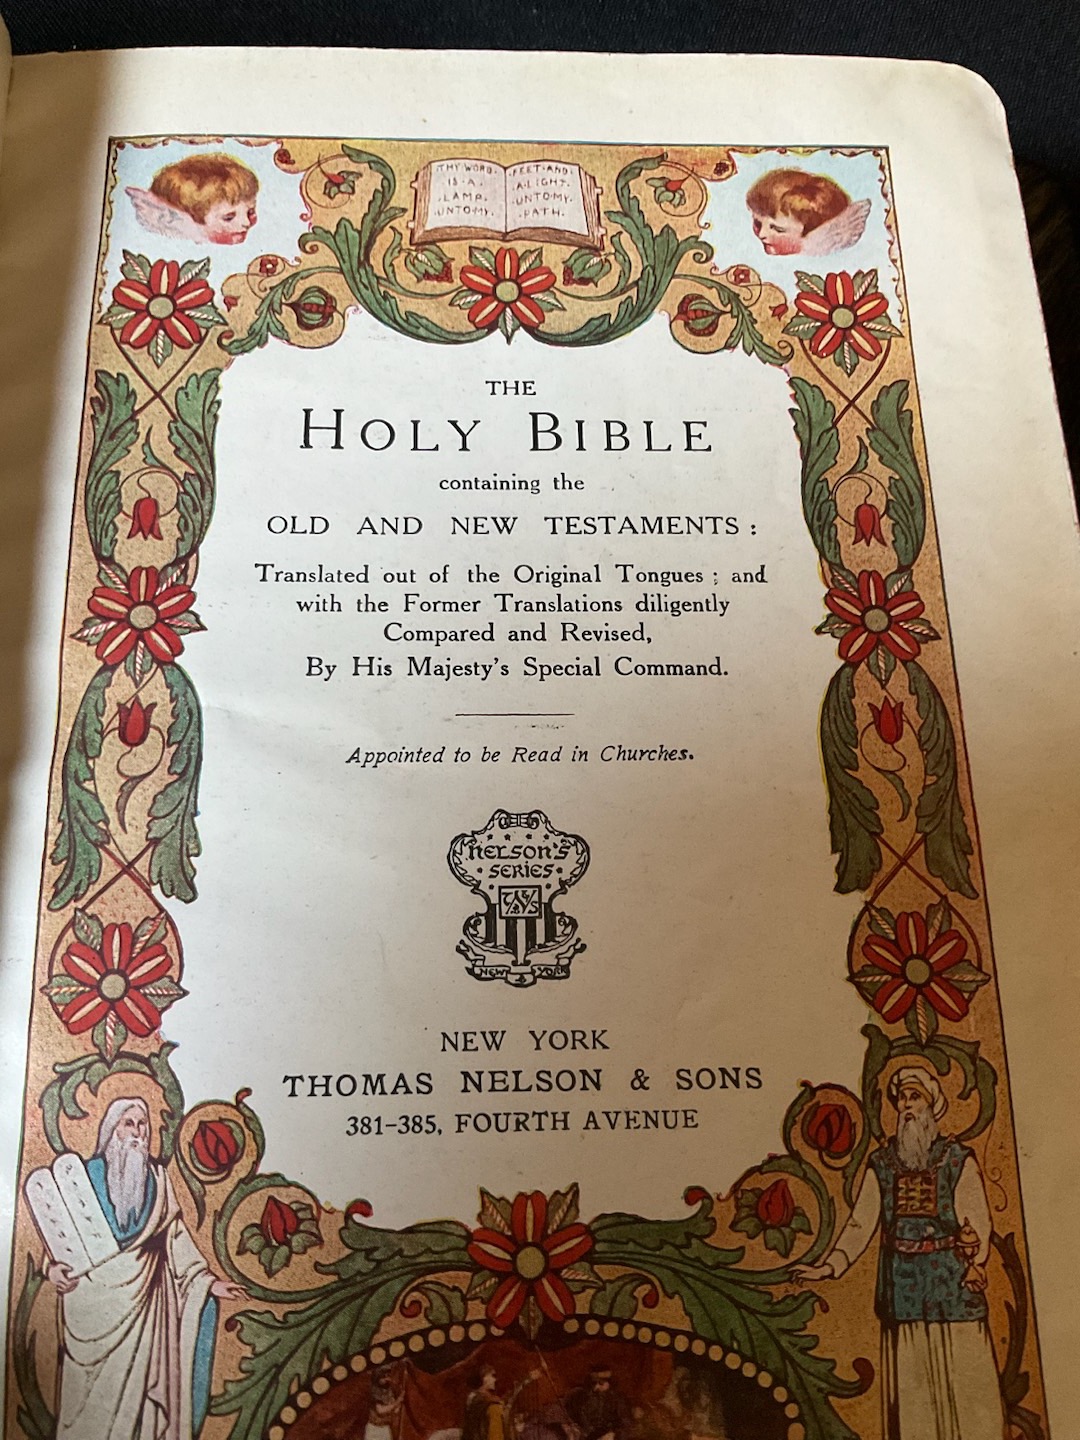 THY·WORD·
IS·A·
·LAMP·
·UNTO·MY·
·FEET·AND·
·A·LIGHT·
·UNTO·MY·
·PATH·
THE
HOLY BIBLE
containing the
OLD AND NEW TESTAMENTS :
Translated out of the Original Tongues ; and
with the Former Translations diligently
Compared and Revised,
By His Majesty's Special Command.
Appointed to be Read in Churches.
NELSON'S
·SERIES·
NEW YORK
NEW YORK
THOMAS NELSON & SONS
381-385, FOURTH AVENUE